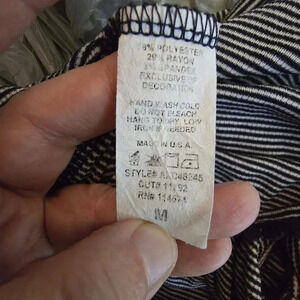 POLYESTER
RAYON
SPANDEX
EXCLUSIVE OF
DECORATION
HAND WASH COLD
DO NOT BLEACH
HANG TO DRY, LOW
IRON IF NEEDED
MADE IN U.S.A.
STYLE#
CUT# 11792
RN#
M